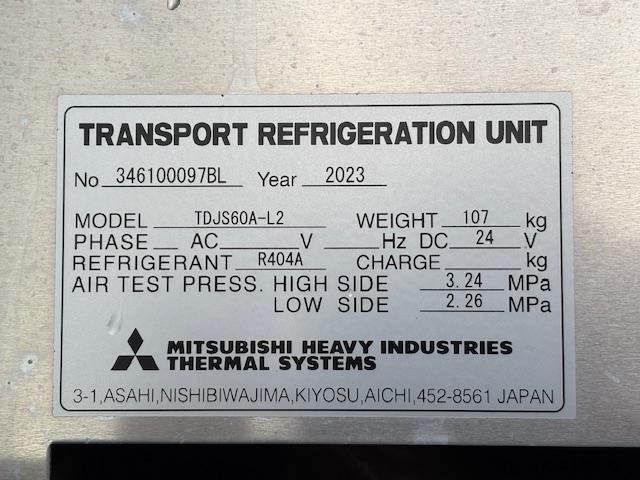 TRANSPORT REFRIGERATION UNIT
No 346100097BL Year 2023
MODEL TDJS60A-L2 WEIGHT 107 kg
PHASE AC V Hz DC 24 V
REFRIGERANT R404A CHARGE kg
AIR TEST PRESS. HIGH SIDE 3.24 MPa
LOW SIDE 2.26 MPa
MITSUBISHI HEAVY INDUSTRIES
THERMAL SYSTEMS
3-1,ASAHI,NISHIBIWAJIMA,KIYOSU,AICHI,452-8561 JAPAN